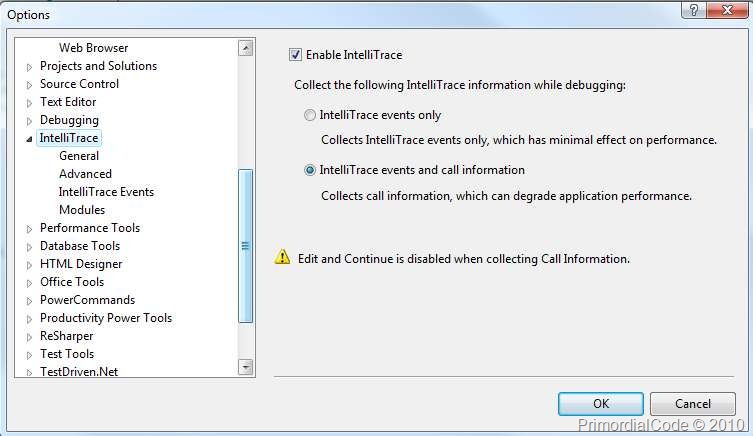 Options
Web Browser
Projects and Solutions
Source Control
Text Editor
Debugging
IntelliTrace
General
Advanced
IntelliTrace Events
Modules
Performance Tools
Database Tools
HTML Designer
Office Tools
PowerCommands
Productivity Power Tools
ReSharper
Test Tools
TestDriven.Net
Enable IntelliTrace
Collect the following IntelliTrace information while debugging:
IntelliTrace events only
Collects IntelliTrace events only, which has minimal effect on performance.
IntelliTrace events and call information
Collects call information, which can degrade application performance.
Edit and Continue is disabled when collecting Call Information.
OK
Cancel
PrimordialCode © 2010